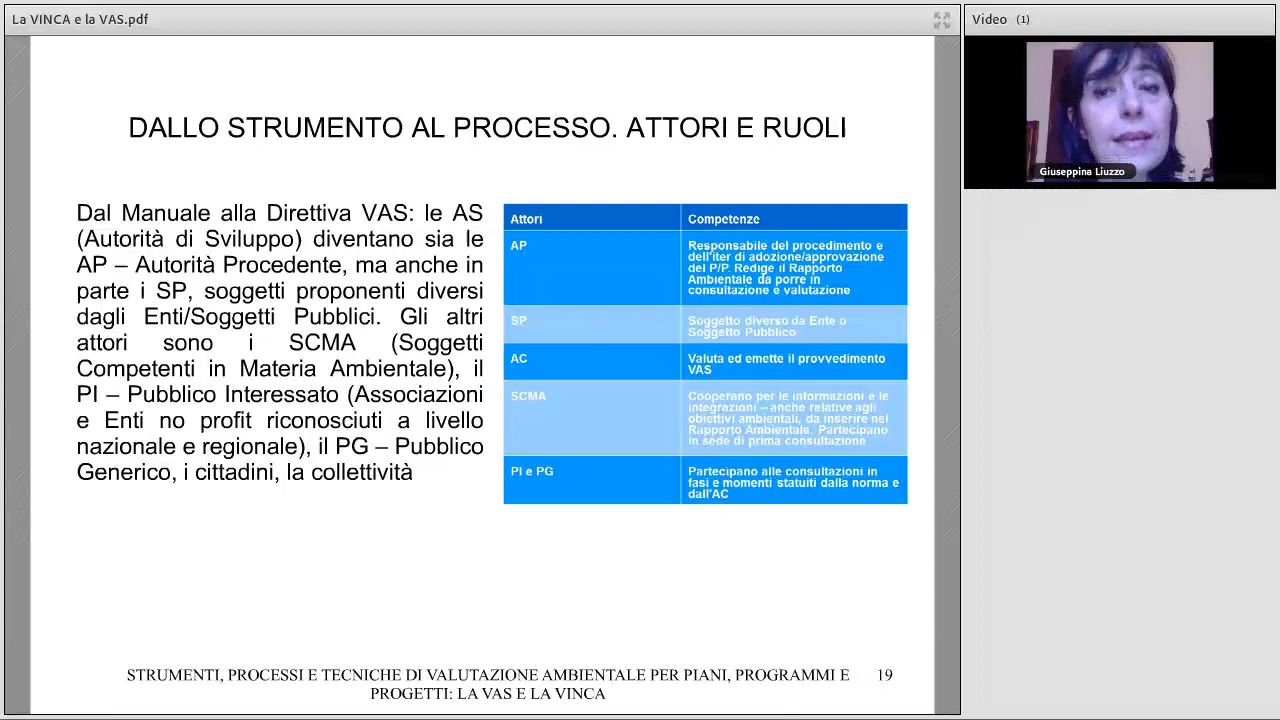 La VINCA e la VAS.pdf
Video (1)
Giuseppina Liuzzo
DALLO STRUMENTO AL PROCESSO. ATTORI E RUOLI
Dal Manuale alla Direttiva VAS: le AS
(Autorità di Sviluppo) diventano sia le
AP – Autorità Procedente, ma anche in
parte i SP, soggetti proponenti diversi
dagli Enti/Soggetti Pubblici. Gli altri
attori sono i SCMA (Soggetti
Competenti in Materia Ambientale), il
PI – Pubblico Interessato (Associazioni
e Enti no profit riconosciuti a livello
nazionale e regionale), il PG – Pubblico
Generico, i cittadini, la collettività
Attori
Competenze
AP
Responsabile del procedimento e
dell'iter di adozione/approvazione
del P/P. Redige il Rapporto
Ambientale da porre in
consultazione e valutazione
SP
Soggetto diverso da Ente o
Soggetto Pubblico
AC
Valuta ed emette il provvedimento
VAS
SCMA
Cooperano per le informazioni e le
integrazioni – anche relative agli
obiettivi ambientali, da inserire nel
Rapporto Ambientale. Partecipano
in sede di prima consultazione
PI e PG
Partecipano alle consultazioni in
fasi e momenti statuiti dalla norma e
dall'AC
STRUMENTI, PROCESSI E TECNICHE DI VALUTAZIONE AMBIENTALE PER PIANI, PROGRAMMI E
PROGETTI: LA VAS E LA VINCA
19